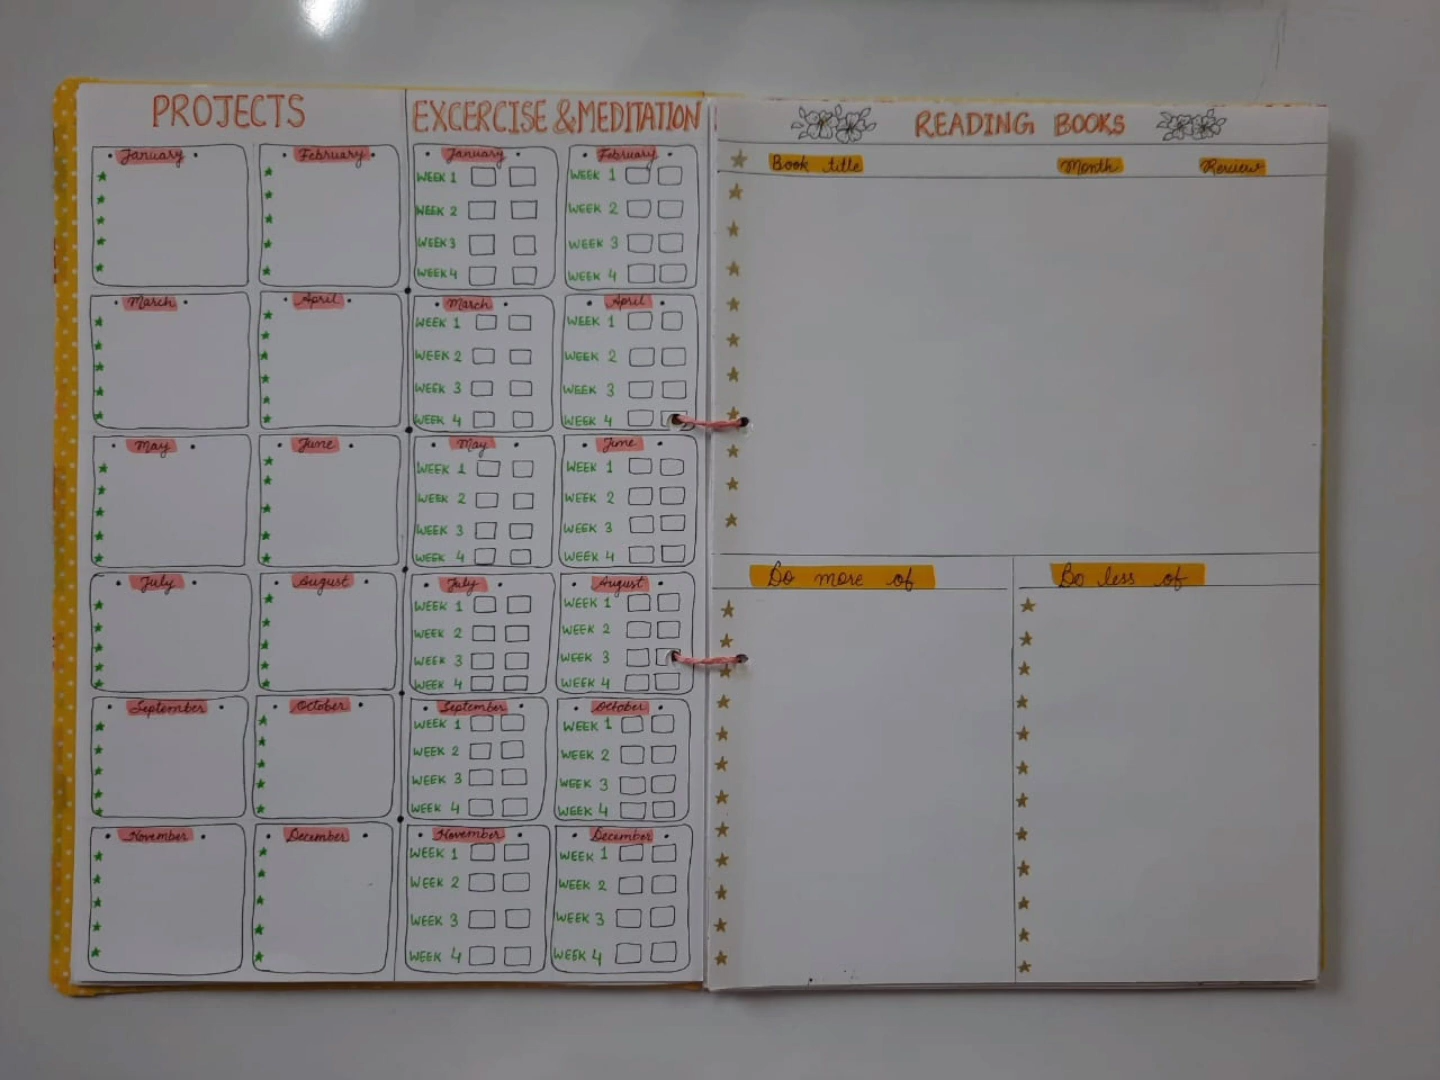 PROJECTS
January
February
March
April
May
June
July
August
September
October
November
December
EXCERCISE & MEDITATION
January
WEEK 1
WEEK 2
WEEK 3
WEEK 4
February
WEEK 1
WEEK 2
WEEK 3
WEEK 4
March
WEEK 1
WEEK 2
WEEK 3
WEEK 4
April
WEEK 1
WEEK 2
WEEK 3
WEEK 4
May
WEEK 1
WEEK 2
WEEK 3
WEEK 4
June
WEEK 1
WEEK 2
WEEK 3
WEEK 4
July
WEEK 1
WEEK 2
WEEK 3
WEEK 4
August
WEEK 1
WEEK 2
WEEK 3
WEEK 4
September
WEEK 1
WEEK 2
WEEK 3
WEEK 4
October
WEEK 1
WEEK 2
WEEK 3
WEEK 4
November
WEEK 1
WEEK 2
WEEK 3
WEEK 4
December
WEEK 1
WEEK 2
WEEK 3
WEEK 4
READING BOOKS
Book title Month Review
Do more of
Do less of